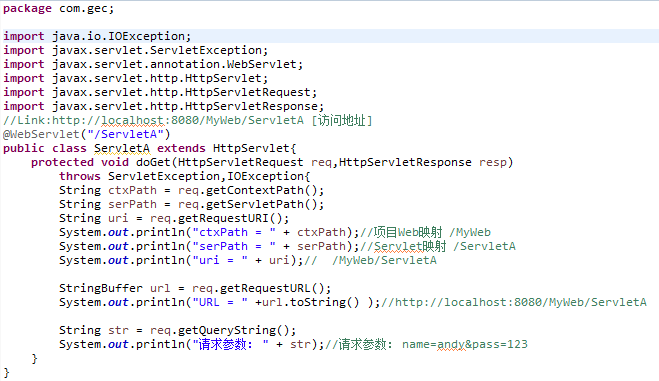 package com.gec;
import java.io.IOException;
import javax.servlet.ServletException;
import javax.servlet.annotation.WebServlet;
import javax.servlet.http.HttpServlet;
import javax.servlet.http.HttpServletRequest;
import javax.servlet.http.HttpServletResponse;
//Link:http://localhost:8080/MyWeb/ServletA [访问地址]
@WebServlet("/ServletA")
public class ServletA extends HttpServlet{
protected void doGet(HttpServletRequest req,HttpServletResponse resp)
throws ServletException,IOException{
String ctxPath = req.getContextPath();
String serPath = req.getServletPath();
String uri = req.getRequestURI();
System.out.println("ctxPath = " + ctxPath);//项目Web映射 /MyWeb
System.out.println("serPath = " + serPath);//Servlet映射 /ServletA
System.out.println("uri = " + uri);//  /MyWeb/ServletA
StringBuffer url = req.getRequestURL();
System.out.println("URL = " +url.toString() );//http://localhost:8080/MyWeb/ServletA
String str = req.getQueryString();
System.out.println("请求参数: " + str);//请求参数: name=andy&pass=123
}
}